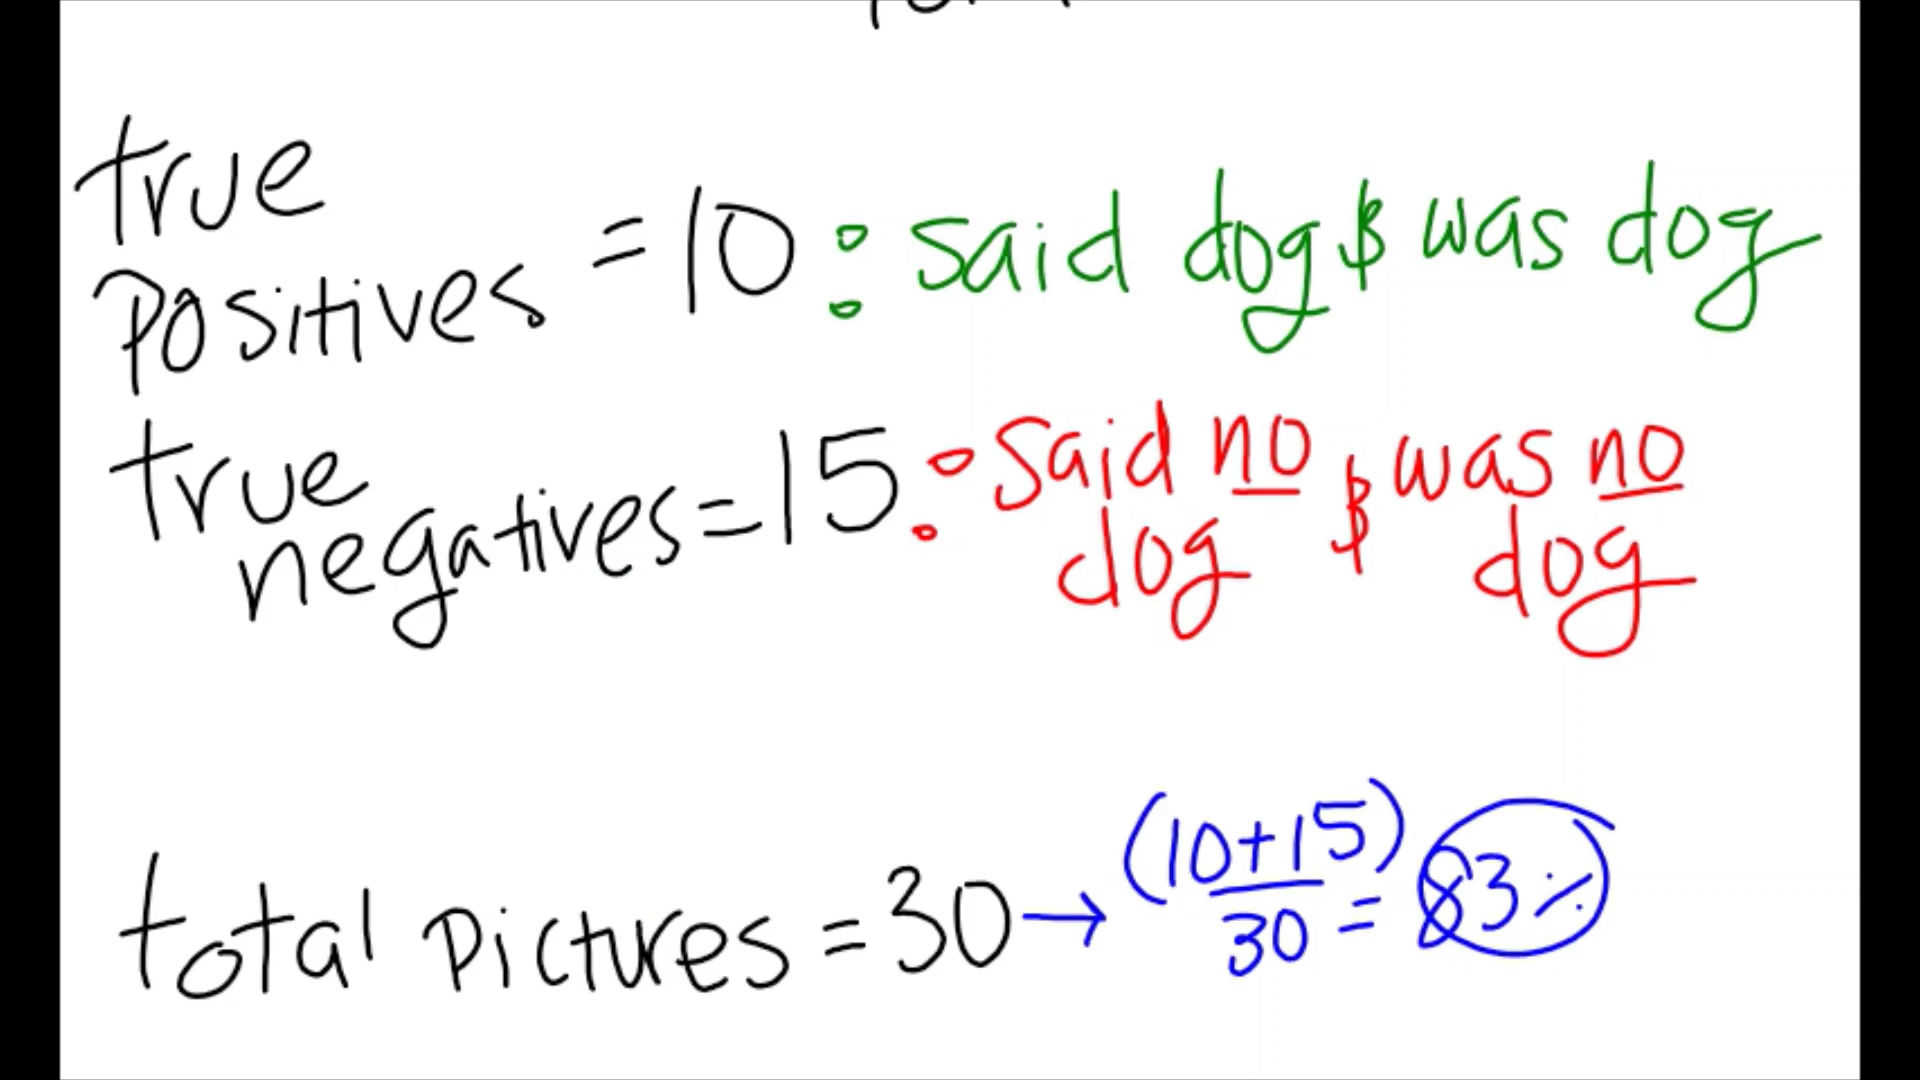 true
positives = 10 : said dog & was dog
true
negatives = 15 : said no & was no
dog dog
total pictures = 30 → (10+15)
30 = 83%